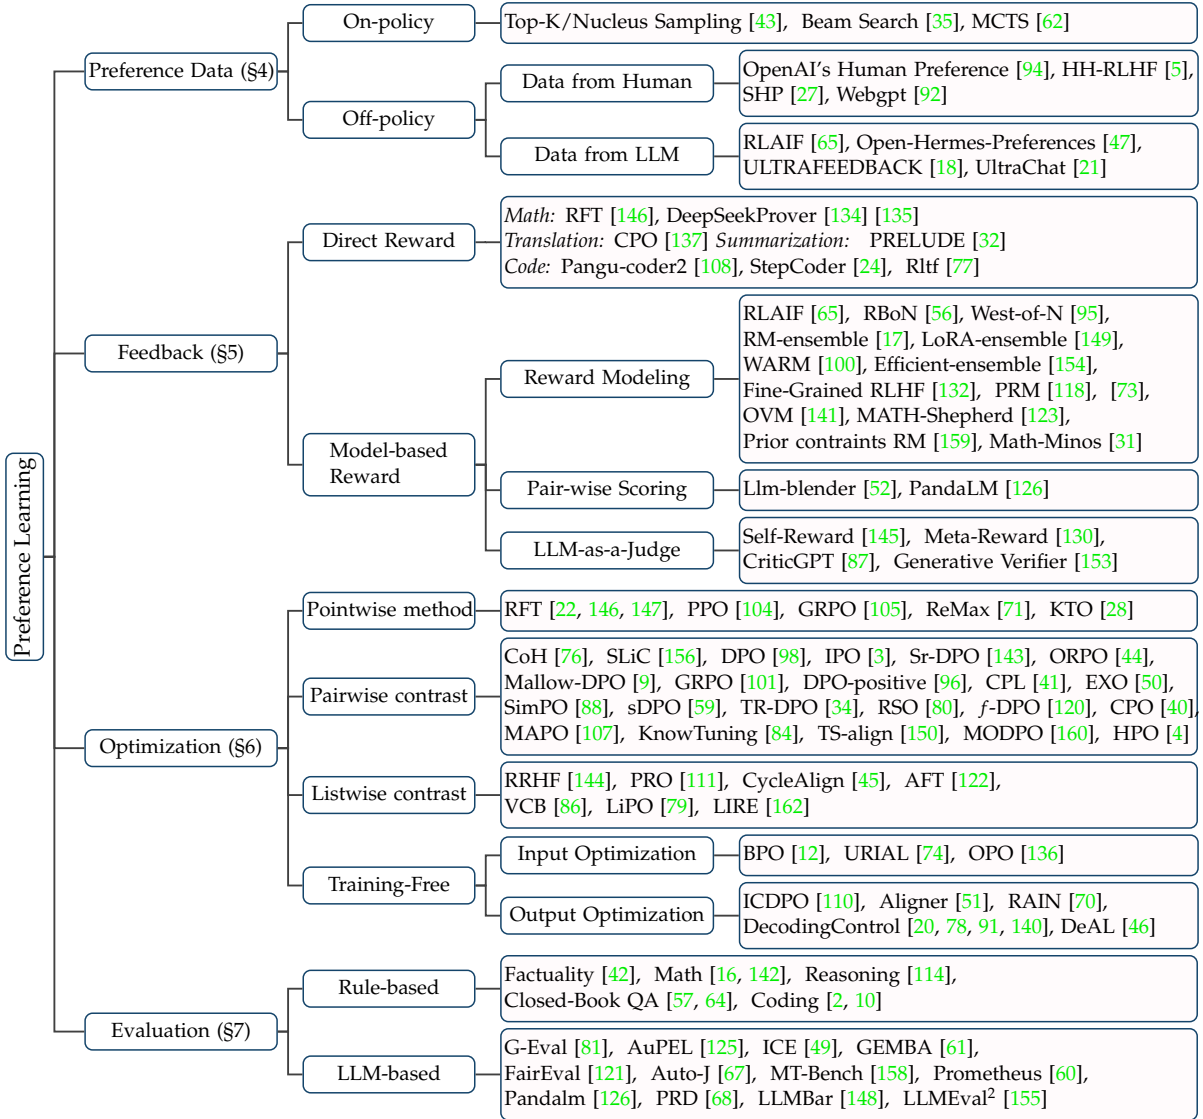 Preference Learning
Preference Data (§4)
On-policy
Top-K/Nucleus Sampling [43], Beam Search [35], MCTS [62]
Off-policy
Data from Human
OpenAI's Human Preference [94], HH-RLHF [5],
SHP [27], Webgpt [92]
Data from LLM
RLAIF [65], Open-Hermes-Preferences [47],
ULTRAFEEDBACK [18], UltraChat [21]
Feedback (§5)
Direct Reward
Math: RFT [146], DeepSeekProver [134] [135]
Translation: CPO [137] Summarization: PRELUDE [32]
Code: Pangu-coder2 [108], StepCoder [24], Rltf [77]
Model-based
Reward
Reward Modeling
RLAIF [65], RBoN [56], West-of-N [95],
RM-ensemble [17], LoRA-ensemble [149],
WARM [100], Efficient-ensemble [154],
Fine-Grained RLHF [132], PRM [118], [73],
OVM [141], MATH-Shepherd [123],
Prior contraints RM [159], Math-Minos [31]
Pair-wise Scoring
Llm-blender [52], PandaLM [126]
LLM-as-a-Judge
Self-Reward [145], Meta-Reward [130],
CriticGPT [87], Generative Verifier [153]
Optimization (§6)
Pointwise method
RFT [22, 146, 147], PPO [104], GRPO [105], ReMax [71], KTO [28]
Pairwise contrast
CoH [76], SLiC [156], DPO [98], IPO [3], Sr-DPO [143], ORPO [44],
Mallow-DPO [9], GRPO [101], DPO-positive [96], CPL [41], EXO [50],
SimPO [88], sDPO [59], TR-DPO [34], RSO [80], f-DPO [120], CPO [40],
MAPO [107], KnowTuning [84], TS-align [150], MODPO [160], HPO [4]
Listwise contrast
RRHF [144], PRO [111], CycleAlign [45], AFT [122],
VCB [86], LiPO [79], LIRE [162]
Training-Free
Input Optimization
BPO [12], URIAL [74], OPO [136]
Output Optimization
ICDPO [110], Aligner [51], RAIN [70],
DecodingControl [20, 78, 91, 140], DeAL [46]
Evaluation (§7)
Rule-based
Factuality [42], Math [16, 142], Reasoning [114],
Closed-Book QA [57, 64], Coding [2, 10]
LLM-based
G-Eval [81], AuPEL [125], ICE [49], GEMBA [61],
FairEval [121], Auto-J [67], MT-Bench [158], Prometheus [60],
Pandalm [126], PRD [68], LLMBar [148], LLMEval² [155]